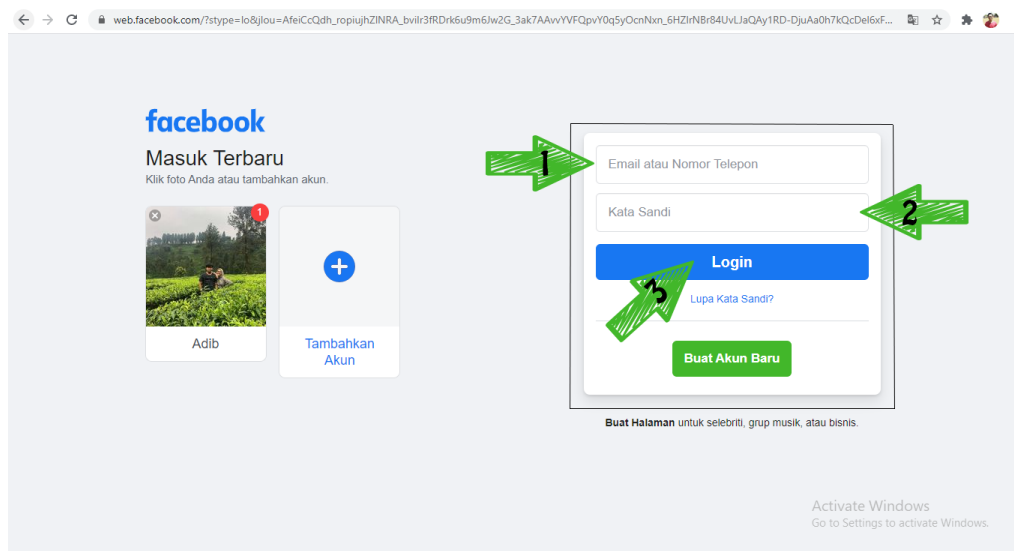 web.facebook.com/?stype=lo&jlou=AfeiCcQdh_ropiujhZINRA_bvilr3fRDrk6u9m6Jw2G_3ak7AAvvYVFQpvY0q5yOcnNxn_6HZIrNBr84UvLJaQAy1RD-DjuAa0h7kQcDel6xF...
facebook
Masuk Terbaru
Klik foto Anda atau tambahkan akun.
1
Adib
Tambahkan
Akun
1
Email atau Nomor Telepon
Kata Sandi
2
Login
3
Lupa Kata Sandi?
Buat Akun Baru
Buat Halaman untuk selebriti, grup musik, atau bisnis.
Activate Windows
Go to Settings to activate Windows.